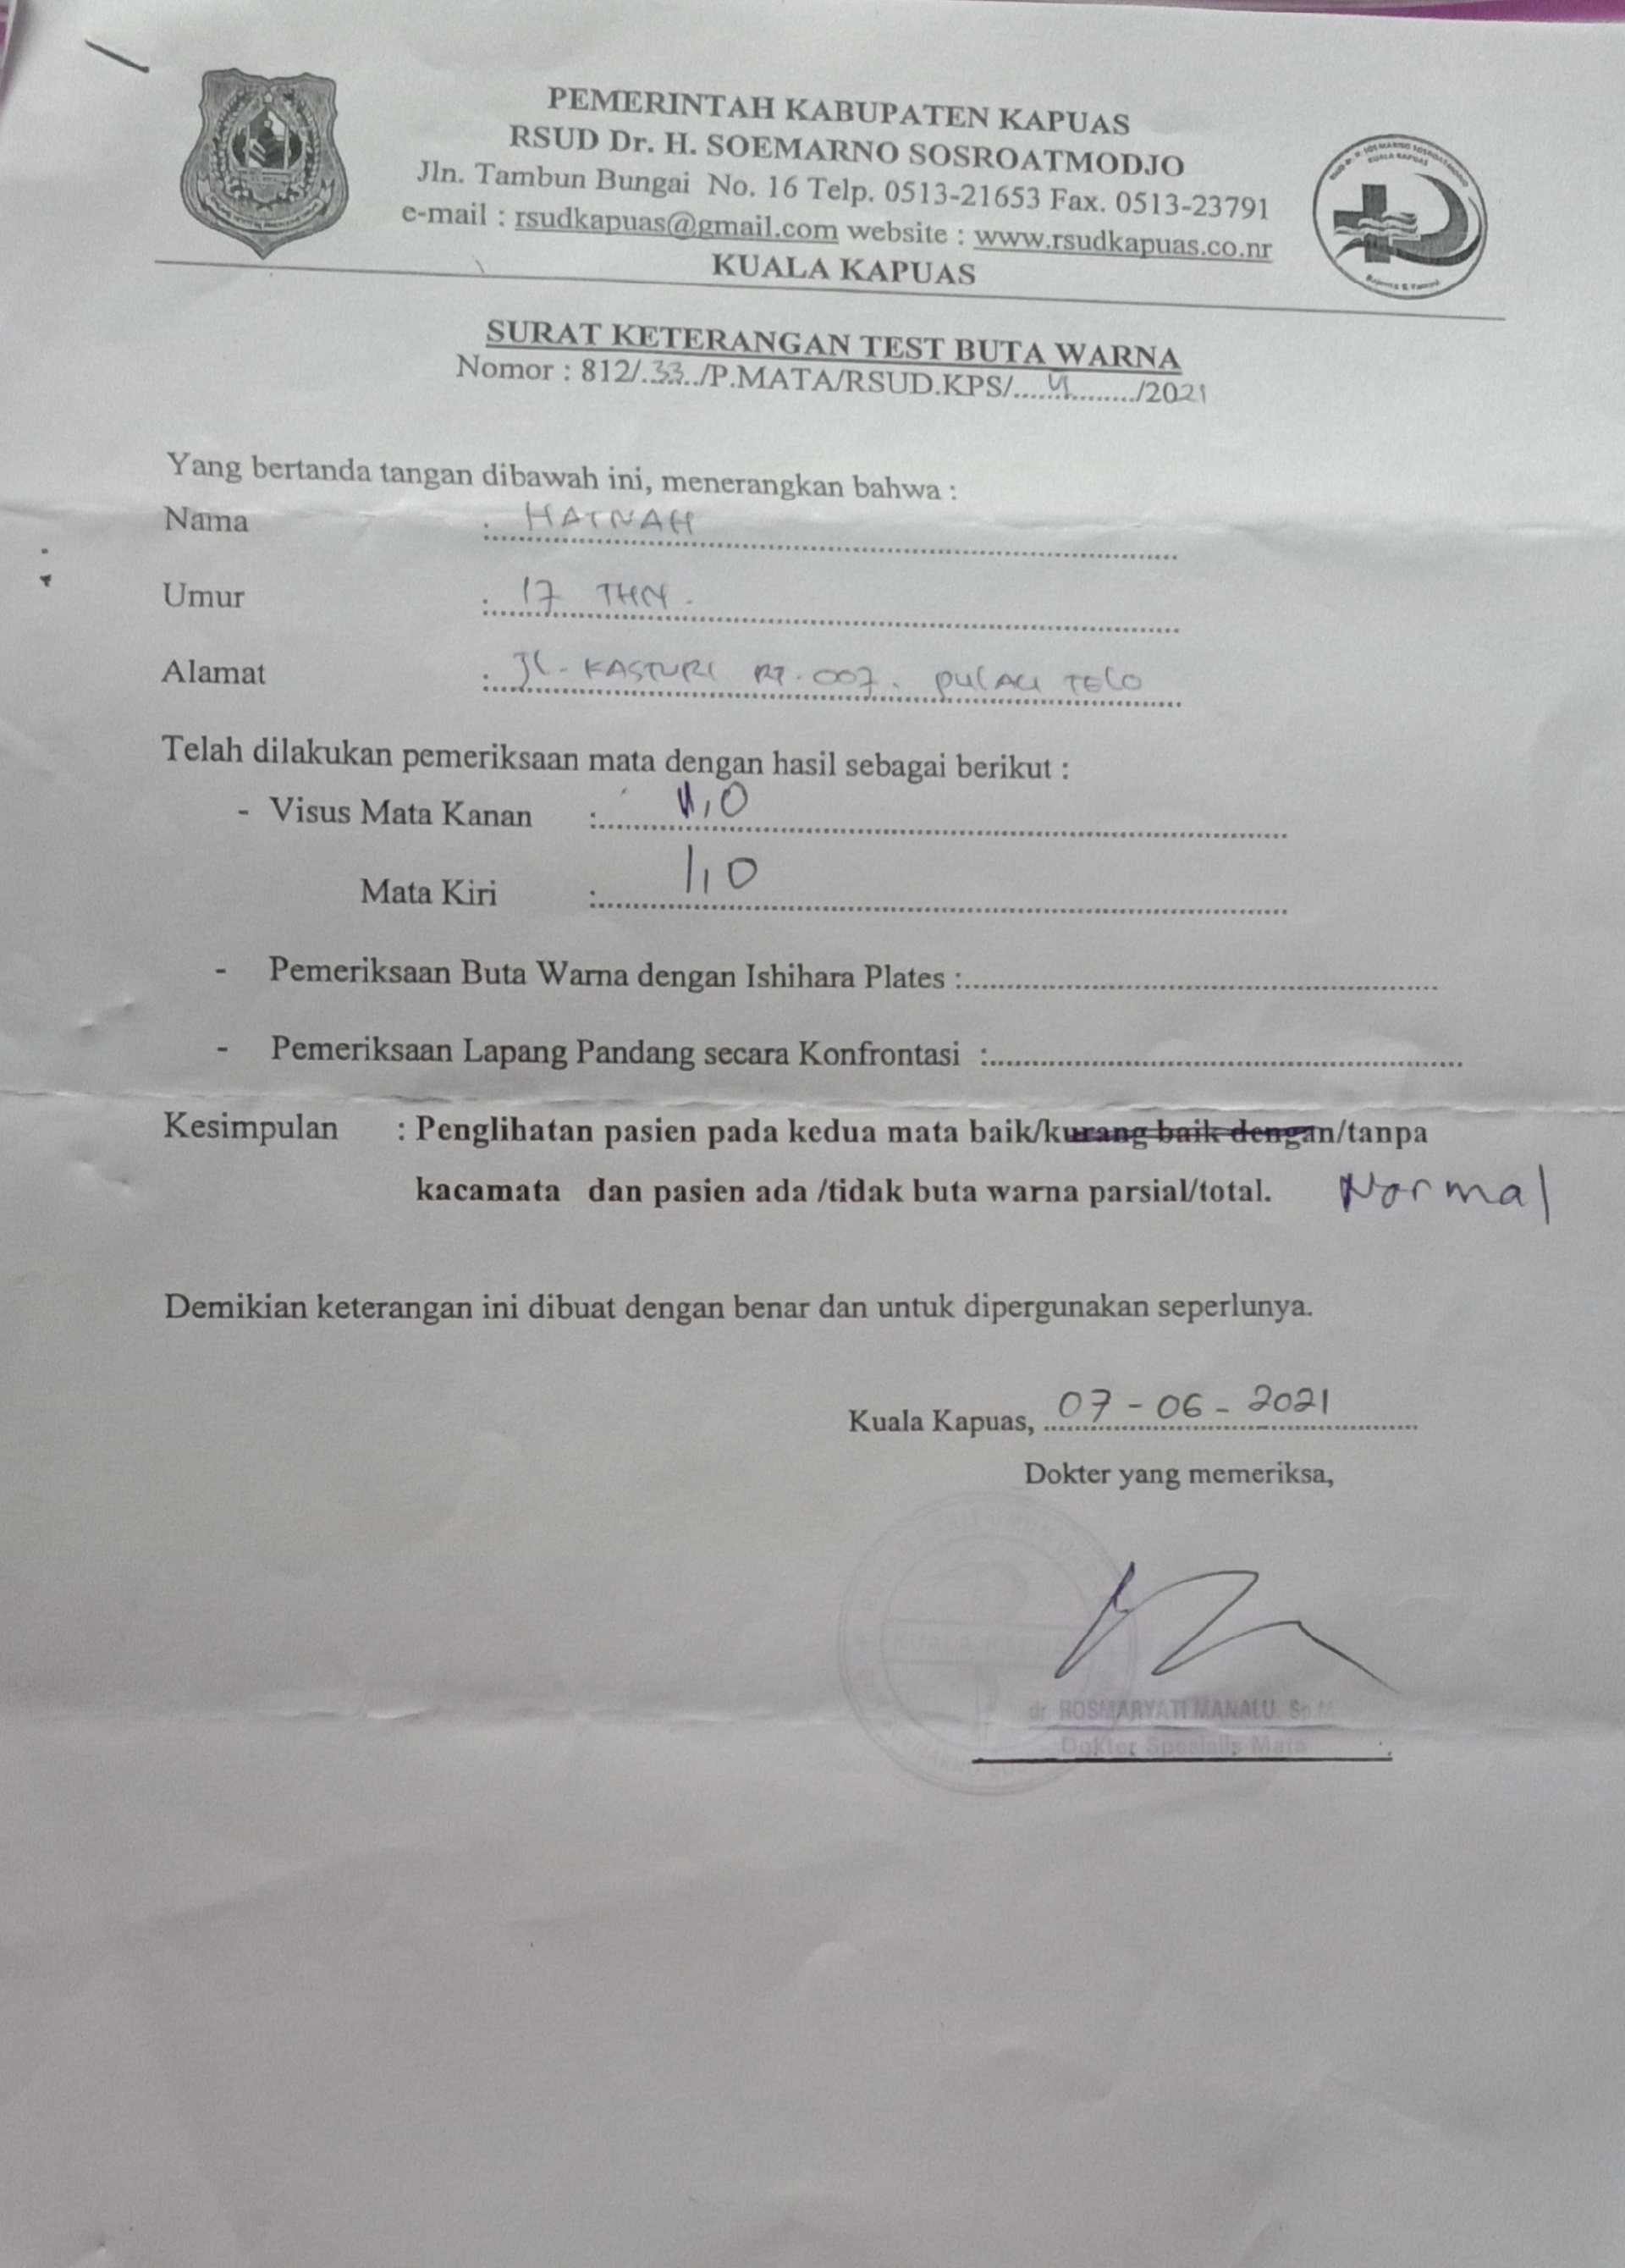 PEMERINTAH KABUPATEN KAPUAS
RSUD Dr. H. SOEMARNO SOSROATMODJO
Jln. Tambun Bungai No. 16 Telp. 0513-21653 Fax. 0513-23791
e-mail : rsudkapuas@gmail.com website : www.rsudkapuas.co.nr
KUALA KAPUAS
SURAT KETERANGAN TEST BUTA WARNA
Nomor : 812/.33../P.MATA/RSUD.KPS/............../2021
Yang bertanda tangan dibawah ini, menerangkan bahwa :
Nama : HATNAH
Umur : 17 THN.
Alamat : JL. KASTURI RT. 007. PULAU TELO
Telah dilakukan pemeriksaan mata dengan hasil sebagai berikut :
- Visus Mata Kanan : 1,0
Mata Kiri : 1,0
- Pemeriksaan Buta Warna dengan Ishihara Plates :
- Pemeriksaan Lapang Pandang secara Konfrontasi :
Kesimpulan : Penglihatan pasien pada kedua mata baik/kurang baik dengan/tanpa
kacamata dan pasien ada /tidak buta warna parsial/total. Normal
Demikian keterangan ini dibuat dengan benar dan untuk dipergunakan seperlunya.
Kuala Kapuas, 07-06-2021
Dokter yang memeriksa,
KUALA KAPUAS
dr. ROSMARYATI MANALU. Sp.M
Dokter Spesialis Mata